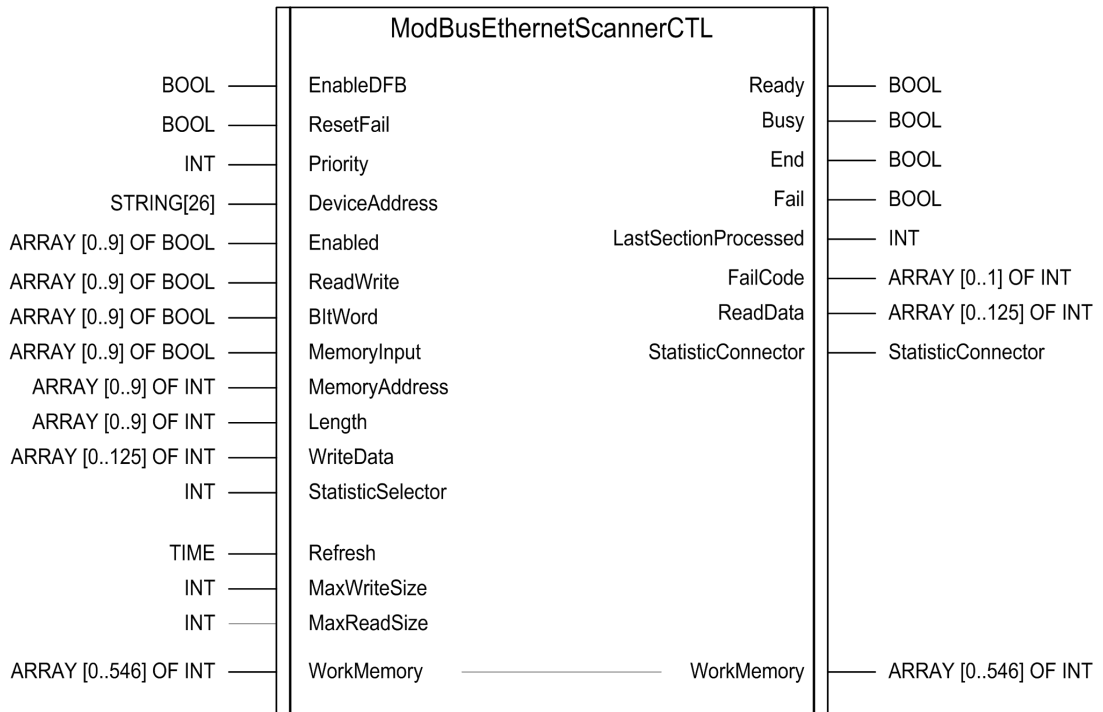 ModBusEthernetScannerCTL
BOOL EnableDFB Ready BOOL
BOOL ResetFail Busy BOOL
INT Priority End BOOL
STRING[26] DeviceAddress Fail BOOL
ARRAY [0..9] OF BOOL Enabled LastSectionProcessed INT
ARRAY [0..9] OF BOOL ReadWrite FailCode ARRAY [0..1] OF INT
ARRAY [0..9] OF BOOL BItWord ReadData ARRAY [0..125] OF INT
ARRAY [0..9] OF BOOL MemoryInput StatisticConnector StatisticConnector
ARRAY [0..9] OF INT MemoryAddress
ARRAY [0..9] OF INT Length
ARRAY [0..125] OF INT WriteData
INT StatisticSelector
TIME Refresh
INT MaxWriteSize
INT MaxReadSize
ARRAY [0..546] OF INT WorkMemory WorkMemory ARRAY [0..546] OF INT